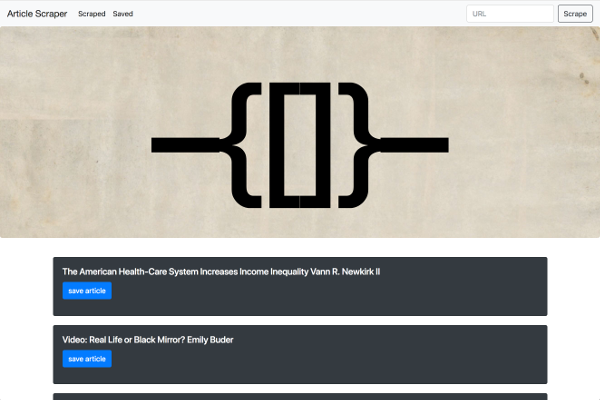 Article Scraper
Scraped
Saved
URL
Scrape
{[]}
The American Health-Care System Increases Income Inequality Vann R. Newkirk II
save article
Video: Real Life or Black Mirror? Emily Buder
save article